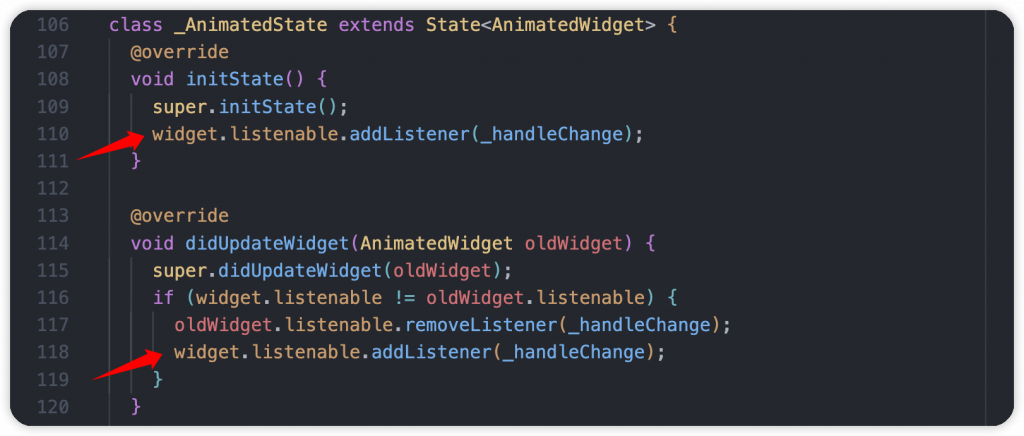 106 class _AnimatedState extends State<AnimatedWidget> {
107 @override
108 void initState() {
109 super.initState();
110 widget.listenable.addListener(_handleChange);
111 }
112
113 @override
114 void didUpdateWidget(AnimatedWidget oldWidget) {
115 super.didUpdateWidget(oldWidget);
116 if (widget.listenable != oldWidget.listenable) {
117 oldWidget.listenable.removeListener(_handleChange);
118 widget.listenable.addListener(_handleChange);
119 }
120 }